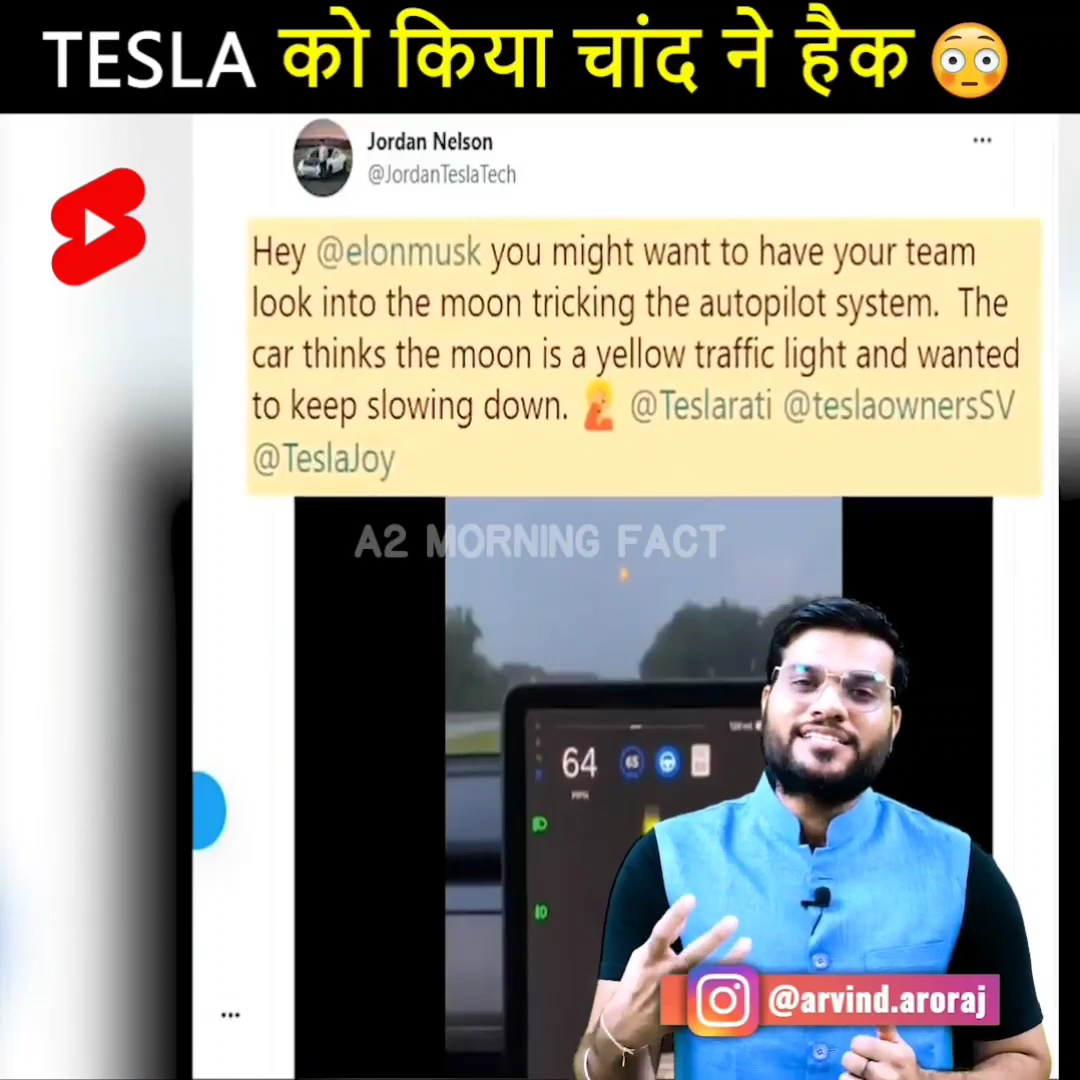 TESLA को किया चांद ने हैक 😳
Jordan Nelson
@JordanTeslaTech
Hey @elonmusk you might want to have your team
look into the moon tricking the autopilot system. The
car thinks the moon is a yellow traffic light and wanted
to keep slowing down. @Teslarati @teslaownersSV
@TeslaJoy
A2 MORNING FACT
64
65
MPH
@arvind.aroraj